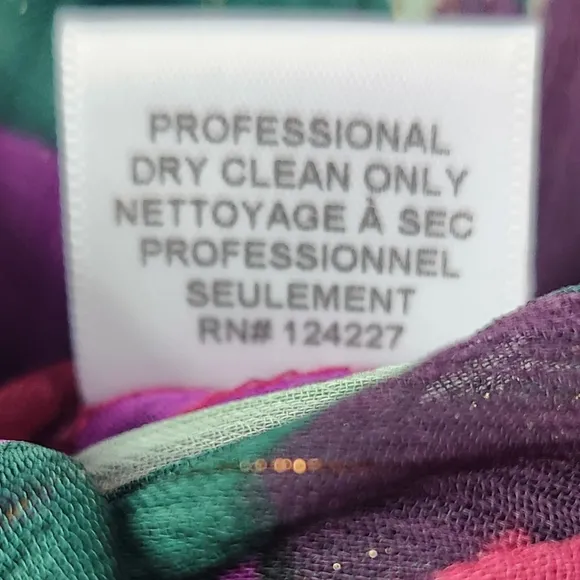 PROFESSIONAL
DRY CLEAN ONLY
NETTOYAGE À SEC
PROFESSIONNEL
SEULEMENT
RN# 124227